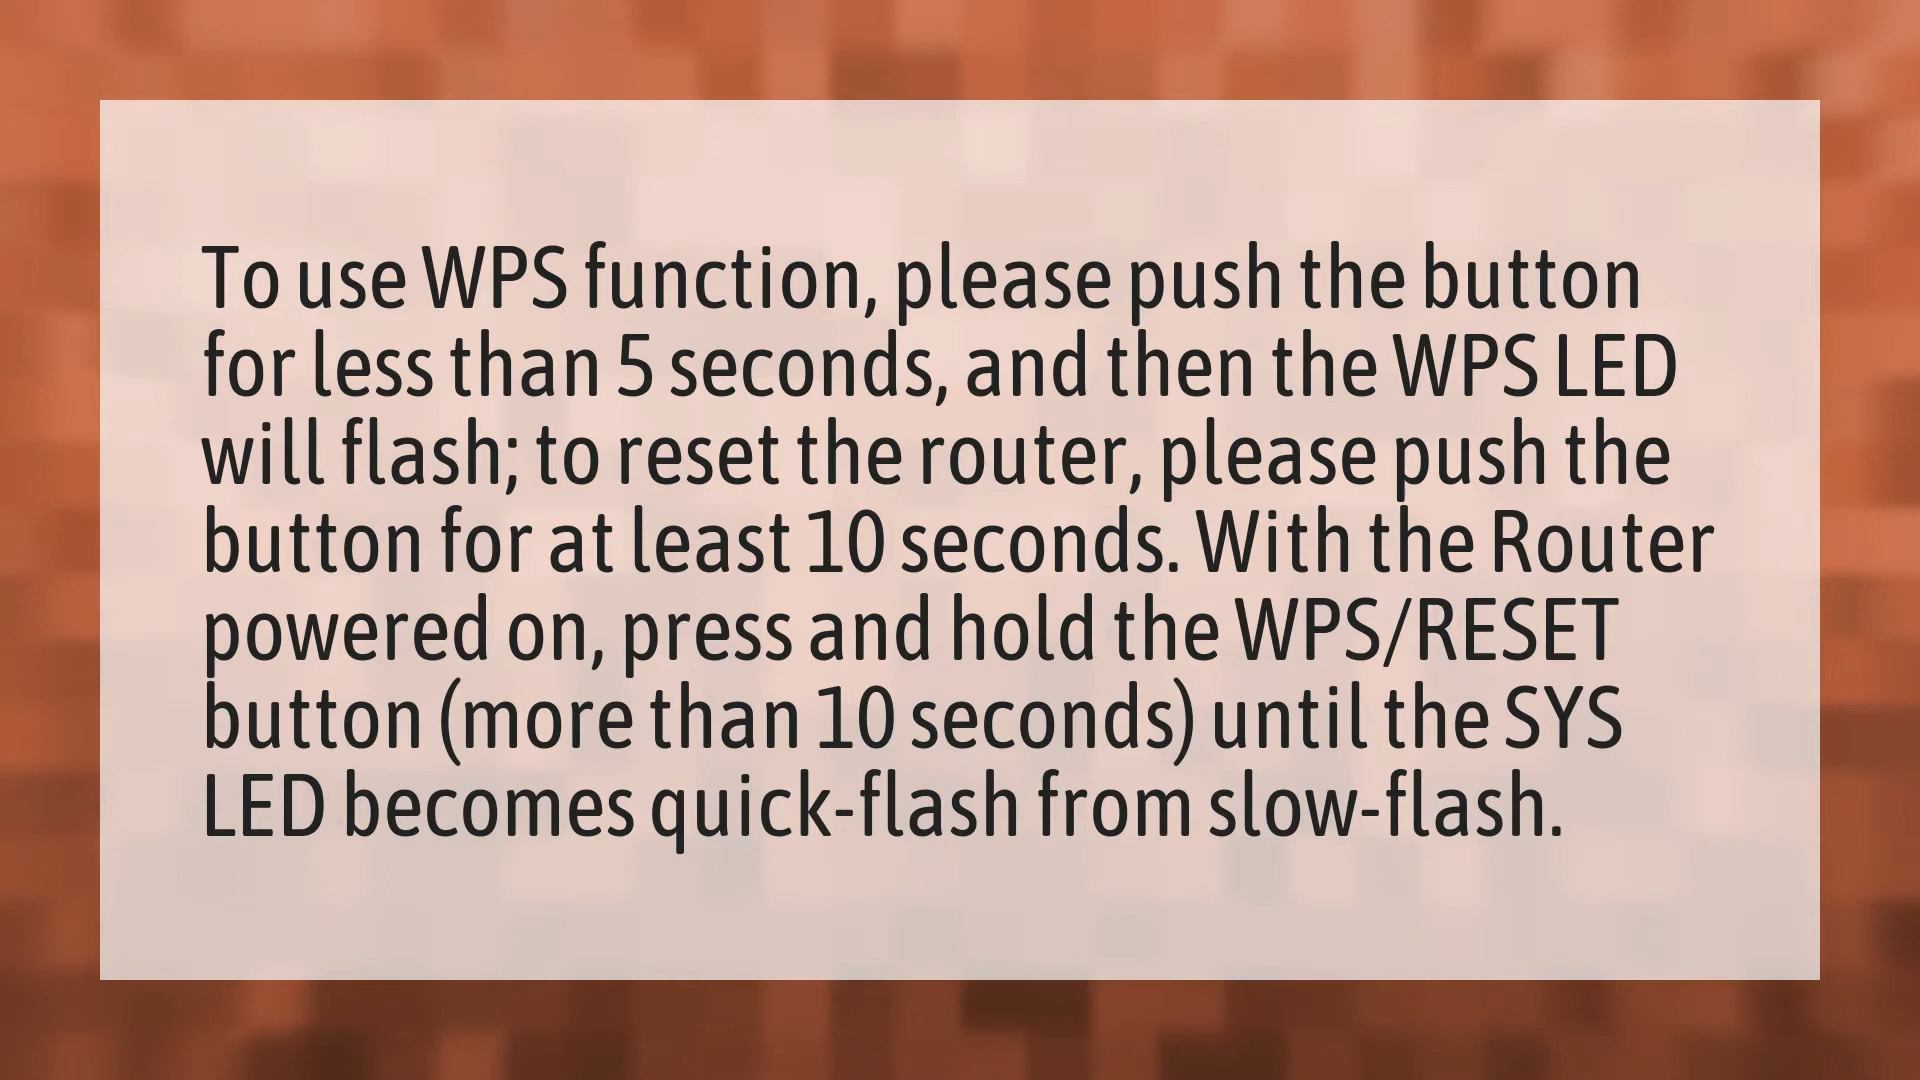 To use WPS function, please push the button
for less than 5 seconds, and then the WPS LED
will flash; to reset the router, please push the
button for at least 10 seconds. With the Router
powered on, press and hold the WPS/RESET
button (more than 10 seconds) until the SYS
LED becomes quick-flash from slow-flash.